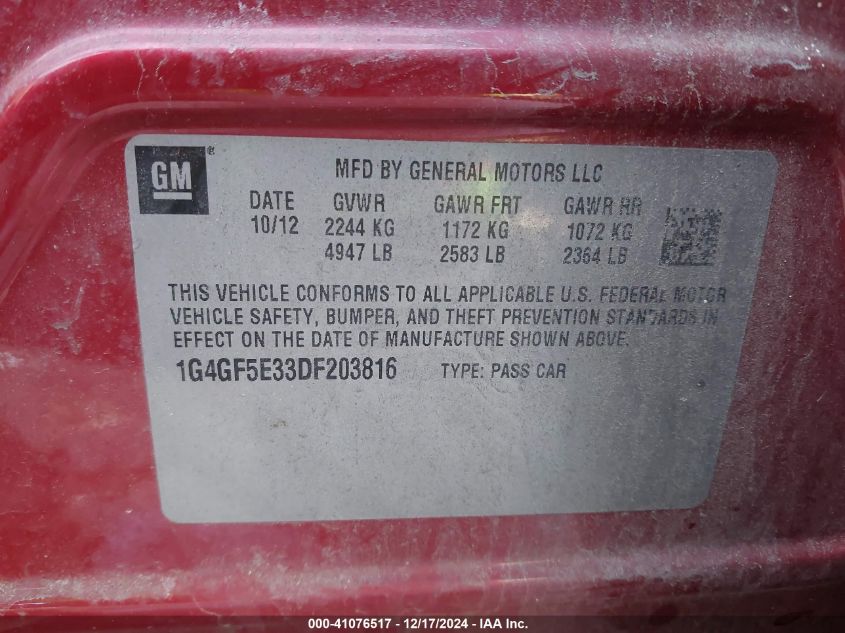 GM®
MFD BY GENERAL MOTORS LLC
DATE GVWR GAWR FRT GAWR RR
10/12 2244 KG 1172 KG 1072 KG
4947 LB 2583 LB 2364 LB
THIS VEHICLE CONFORMS TO ALL APPLICABLE U.S. FEDERAL MOTOR
VEHICLE SAFETY, BUMPER, AND THEFT PREVENTION STANDARDS IN
EFFECT ON THE DATE OF MANUFACTURE SHOWN ABOVE.
1G4GF5E33DF203816 TYPE: PASS CAR
000-41076517 - 12/17/2024 - IAA Inc.